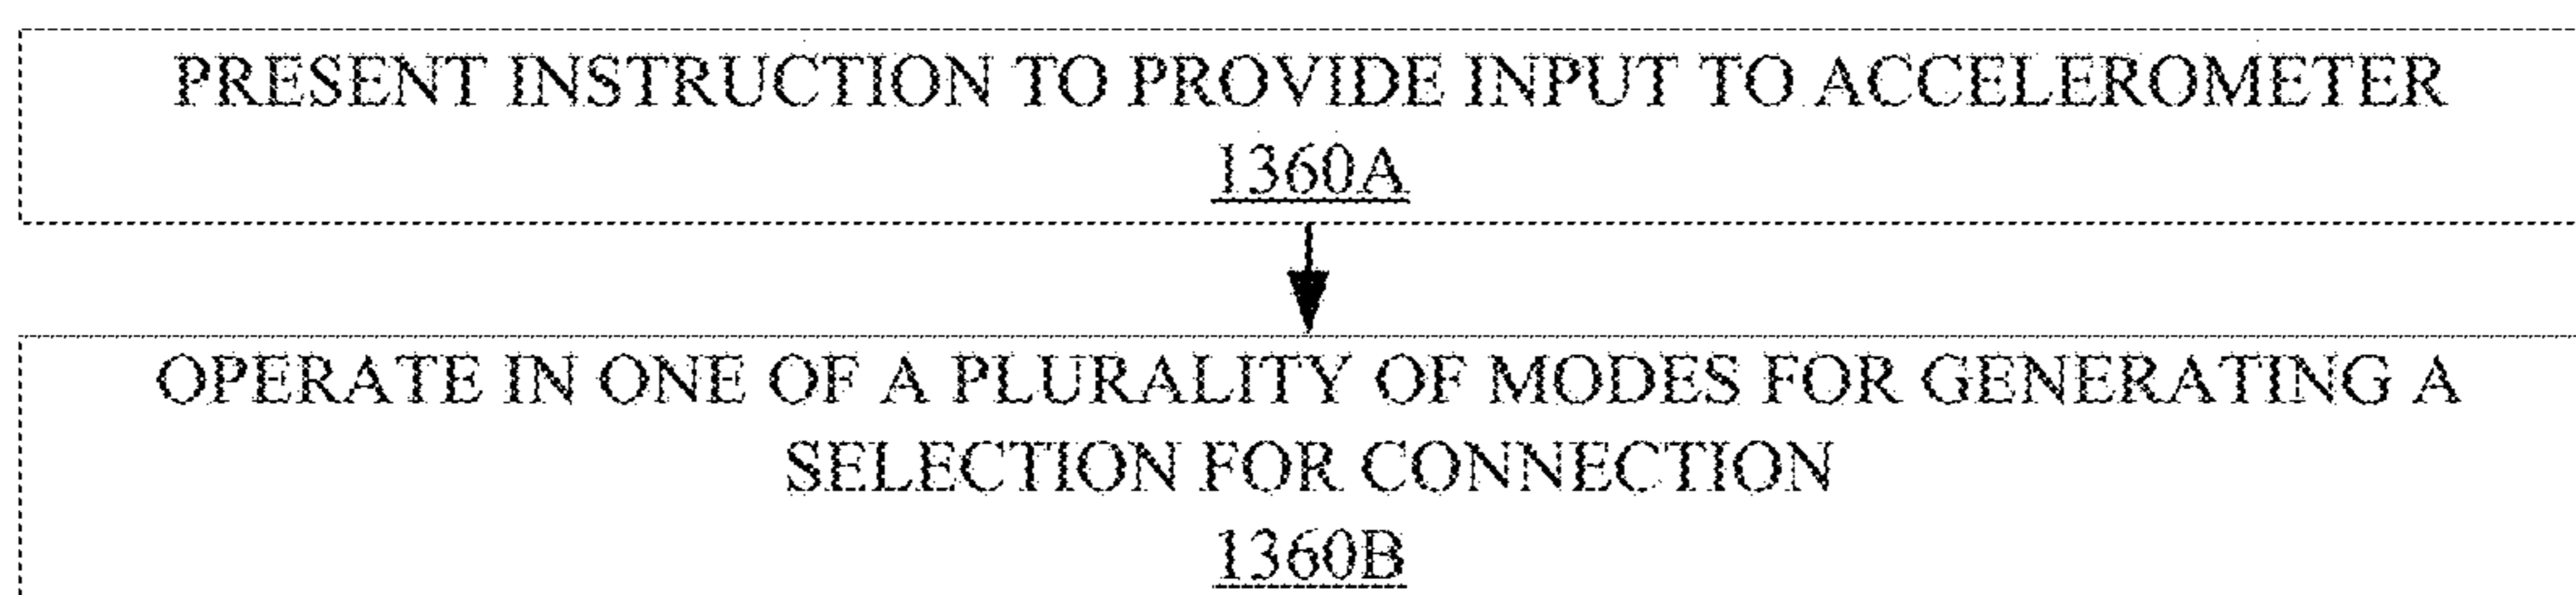 PRESENT INSTRUCTION TO PROVIDE INPUT TO ACCELEROMETER
1360A
OPERATE IN ONE OF A PLURALITY OF MODES FOR GENERATING A
SELECTION FOR CONNECTION
1360B